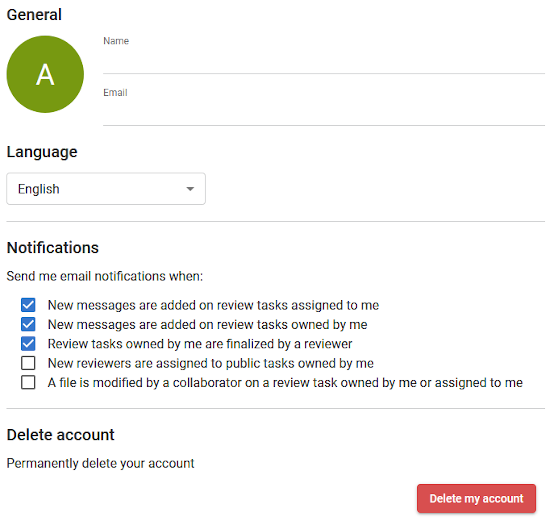 General
A
Name
Email
Language
English
Notifications
Send me email notifications when:
New messages are added on review tasks assigned to me
New messages are added on review tasks owned by me
Review tasks owned by me are finalized by a reviewer
New reviewers are assigned to public tasks owned by me
A file is modified by a collaborator on a review task owned by me or assigned to me
Delete account
Permanently delete your account
Delete my account